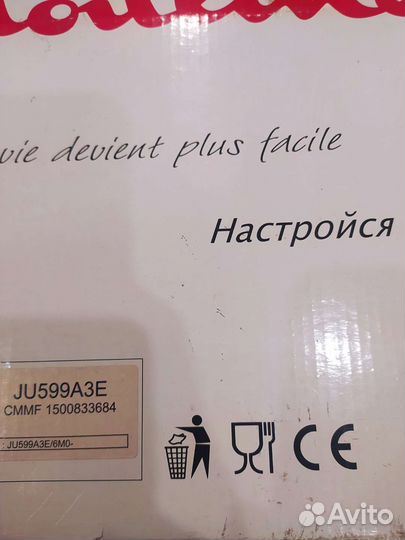 vie devient plus facile
Настройся
JU599A3E
CMMF 1500833684
: JU599A3E/6M0-
CE
Avito